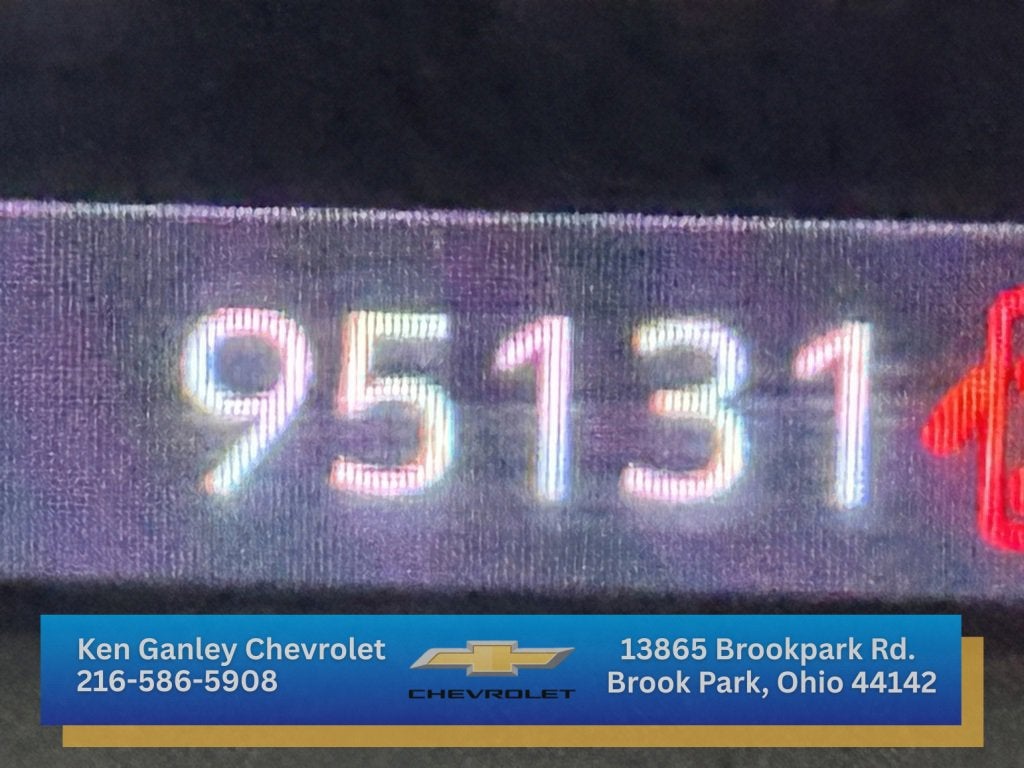 95131
Ken Ganley Chevrolet
216-586-5908
CHEVROLET
13865 Brookpark Rd.
Brook Park, Ohio 44142